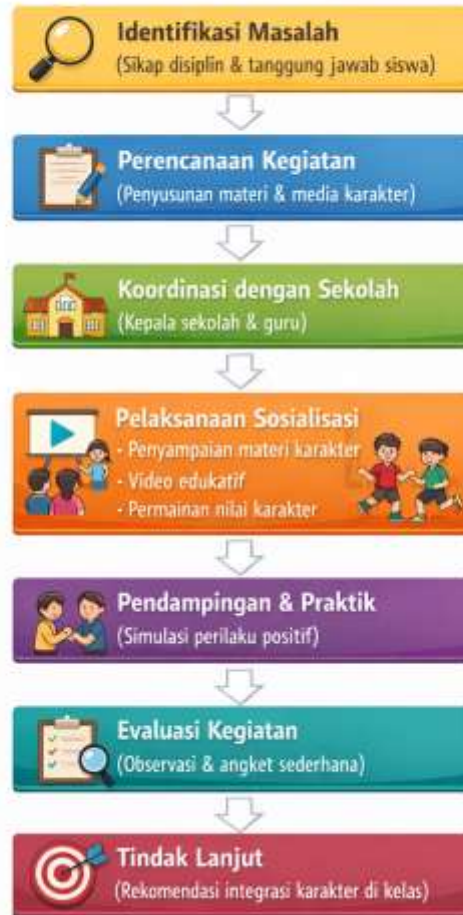 Identifikasi Masalah
(Sikap disiplin & tanggung jawab siswa)
Perencanaan Kegiatan
(Penyusunan materi & media karakter)
Koordinasi dengan Sekolah
(Kepala sekolah & guru)
Pelaksanaan Sosialisasi
- Penyampaian materi karakter
- Video edukatif
- Permainan nilai karakter
Pendampingan & Praktik
(Simulasi perilaku positif)
Evaluasi Kegiatan
(Observasi & angket sederhana)
Tindak Lanjut
(Rekomendasi integrasi karakter di kelas)